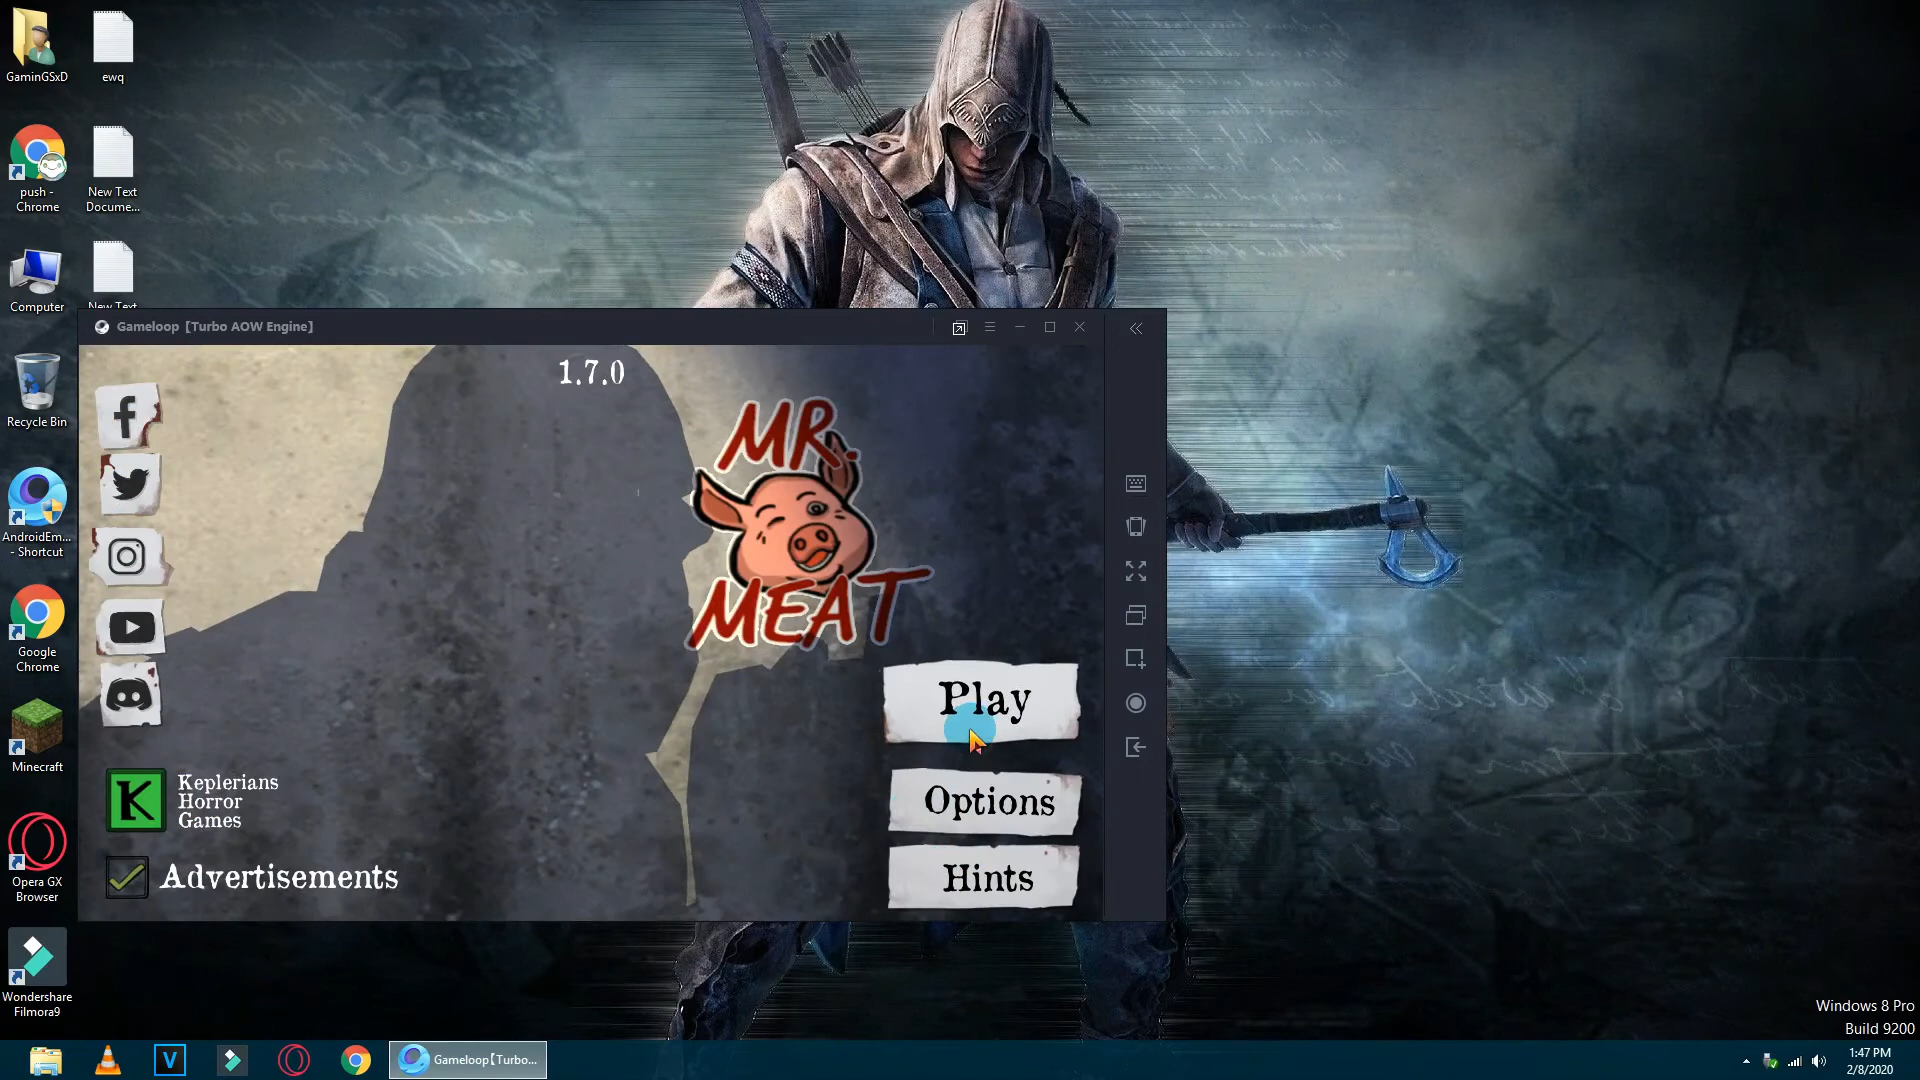 GaminGSxD
ewq
push -
Chrome
New Text
Docume...
Computer
New Text
Recycle Bin
AndroidEm...
- Shortcut
Google
Chrome
Minecraft
Opera GX
Browser
Wondershare
Filmora9
Gameloop [Turbo AOW Engine]
1.7.0
MR.
MEAT
Play
Options
Hints
K
Keplerians
Horror
Games
Advertisements
Windows 8 Pro
Build 9200
V
Gameloop【Turbo...
1:47 PM
2/8/2020